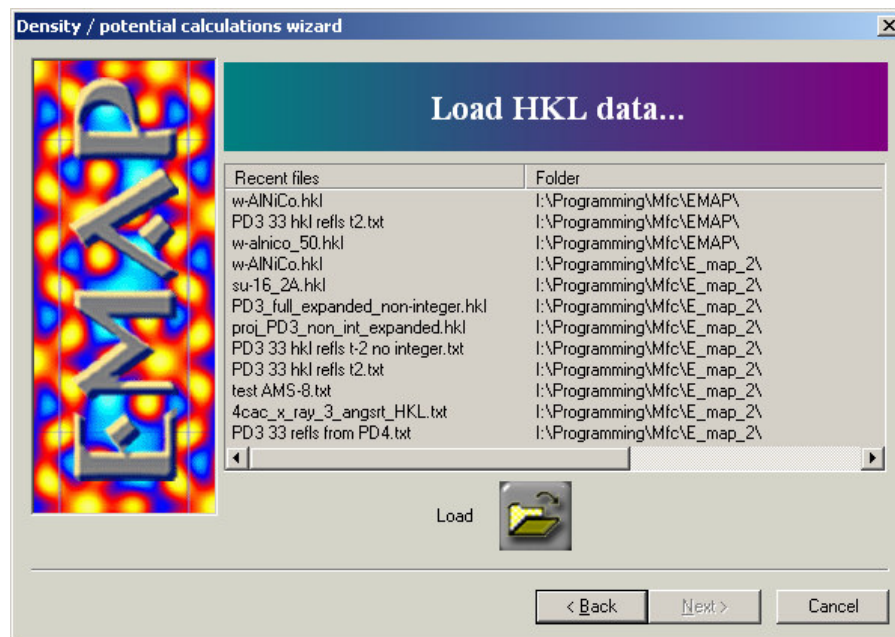 Density / potential calculations wizard
EMAP
Load HKL data...
Recent files Folder
w-AlNiCo.hkl I:\Programming\Mfc\EMAP\
PD3 33 hkl refls t2.txt I:\Programming\Mfc\EMAP\
w-alnico_50.hkl I:\Programming\Mfc\EMAP\
w-AlNiCo.hkl I:\Programming\Mfc\E_map_2\
su-16_2A.hkl I:\Programming\Mfc\E_map_2\
PD3_full_expanded_non-integer.hkl I:\Programming\Mfc\E_map_2\
proj_PD3_non_int_expanded.hkl I:\Programming\Mfc\E_map_2\
PD3 33 hkl refls t-2 no integer.txt I:\Programming\Mfc\E_map_2\
PD3 33 hkl refls t2.txt I:\Programming\Mfc\E_map_2\
test AMS-8.txt I:\Programming\Mfc\E_map_2\
4cac_x_ray_3_angsrt_HKL.txt I:\Programming\Mfc\E_map_2\
PD3 33 refls from PD4.txt I:\Programming\Mfc\E_map_2\
Load
< Back Next > Cancel